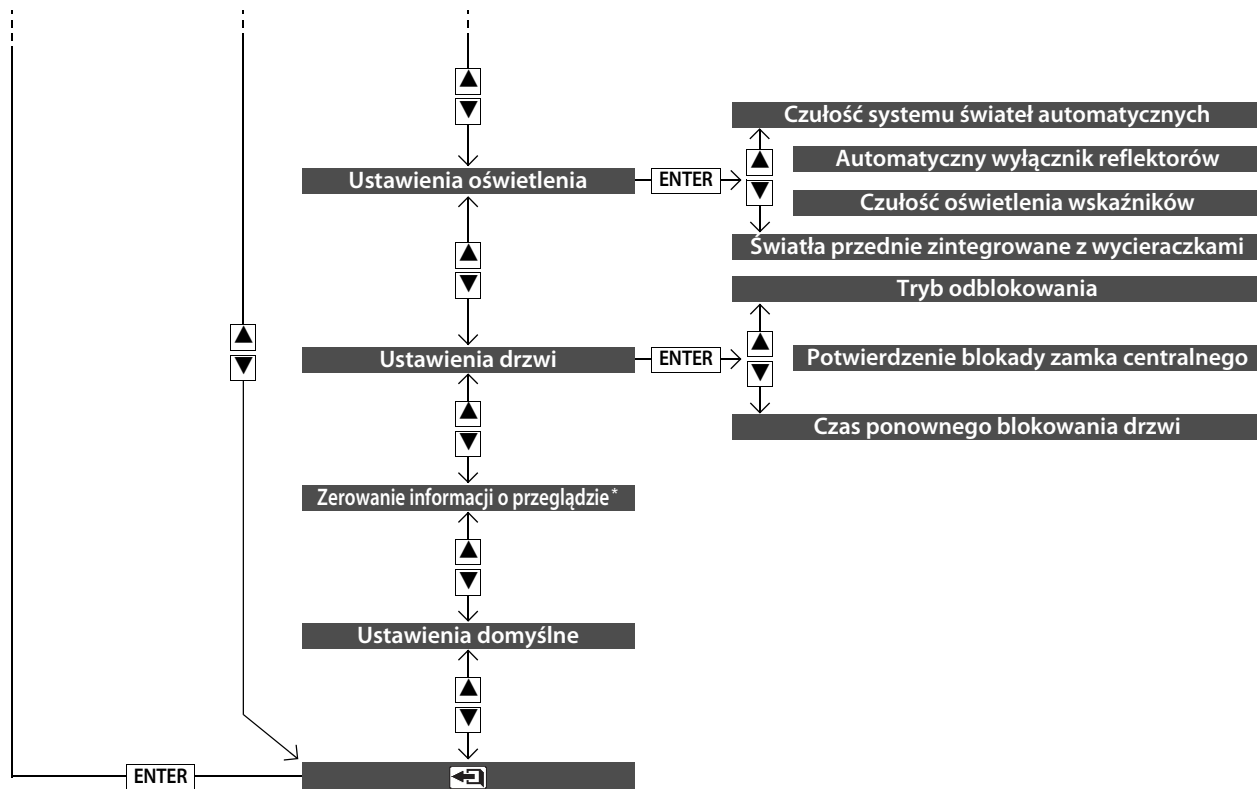 Czułość systemu świateł automatycznych
Automatyczny wyłącznik reflektorów
Ustawienia oświetlenia
ENTER
Czułość oświetlenia wskaźników
Światła przednie zintegrowane z wycieraczkami
Tryb odblokowania
Ustawienia drzwi
ENTER
Potwierdzenie blokady zamka centralnego
Czas ponownego blokowania drzwi
Zerowanie informacji o przeglądzie*
Ustawienia domyślne
ENTER